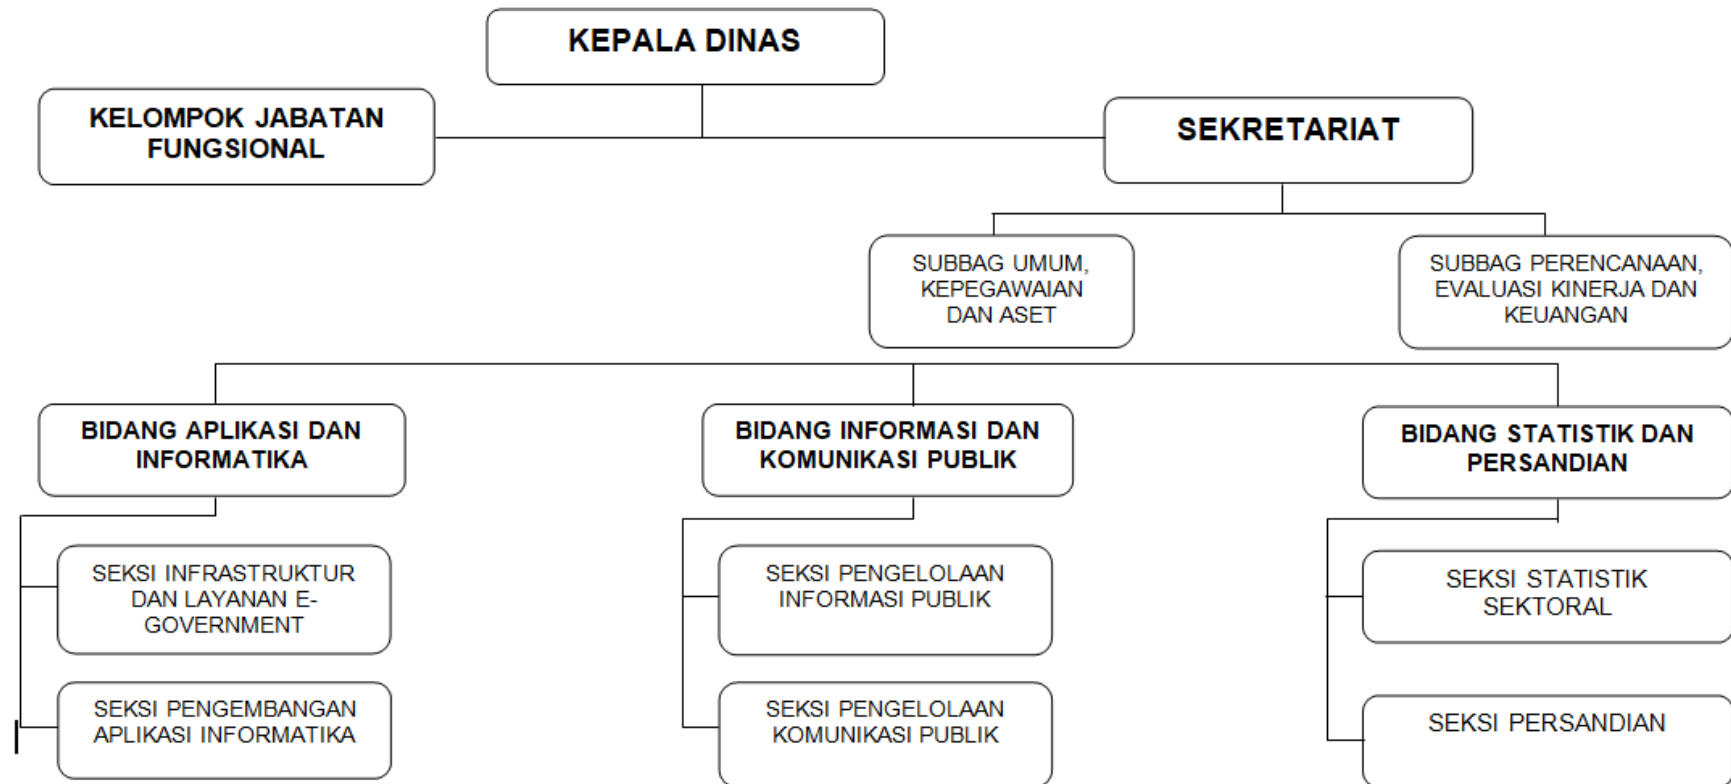 KEPALA DINAS
KELOMPOK JABATAN
FUNGSIONAL
SEKRETARIAT
SUBBAG UMUM,
KEPEGAWAIAN
DAN ASET
SUBBAG PERENCANAAN,
EVALUASI KINERJA DAN
KEUANGAN
BIDANG APLIKASI DAN
INFORMATIKA
BIDANG INFORMASI DAN
KOMUNIKASI PUBLIK
BIDANG STATISTIK DAN
PERSANDIAN
SEKSI INFRASTRUKTUR
DAN LAYANAN E-
GOVERNMENT
SEKSI PENGELOLAAN
INFORMASI PUBLIK
SEKSI STATISTIK
SEKTORAL
SEKSI PENGEMBANGAN
APLIKASI INFORMATIKA
SEKSI PENGELOLAAN
KOMUNIKASI PUBLIK
SEKSI PERSANDIAN